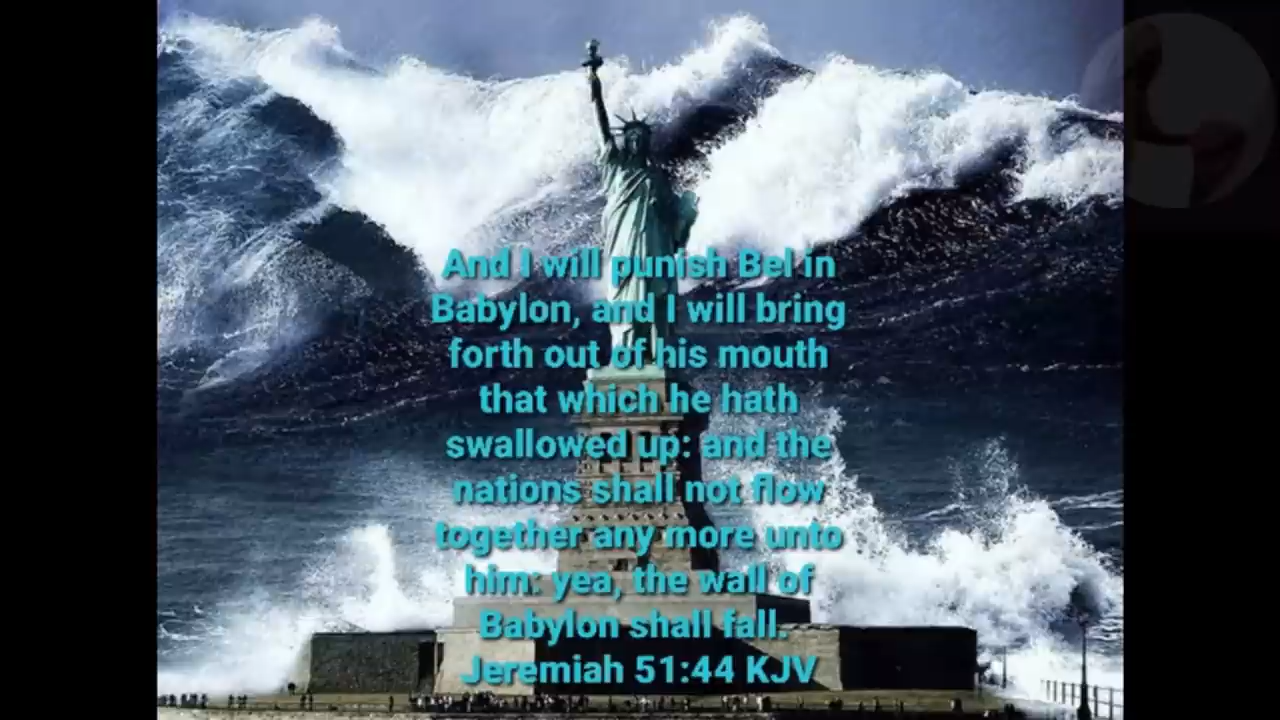 And I will punish Bel in
Babylon, and I will bring
forth out of his mouth
that which he hath
swallowed up: and the
nations shall not flow
together any more unto
him: yea, the wall of
Babylon shall fall.
Jeremiah 51:44 KJV